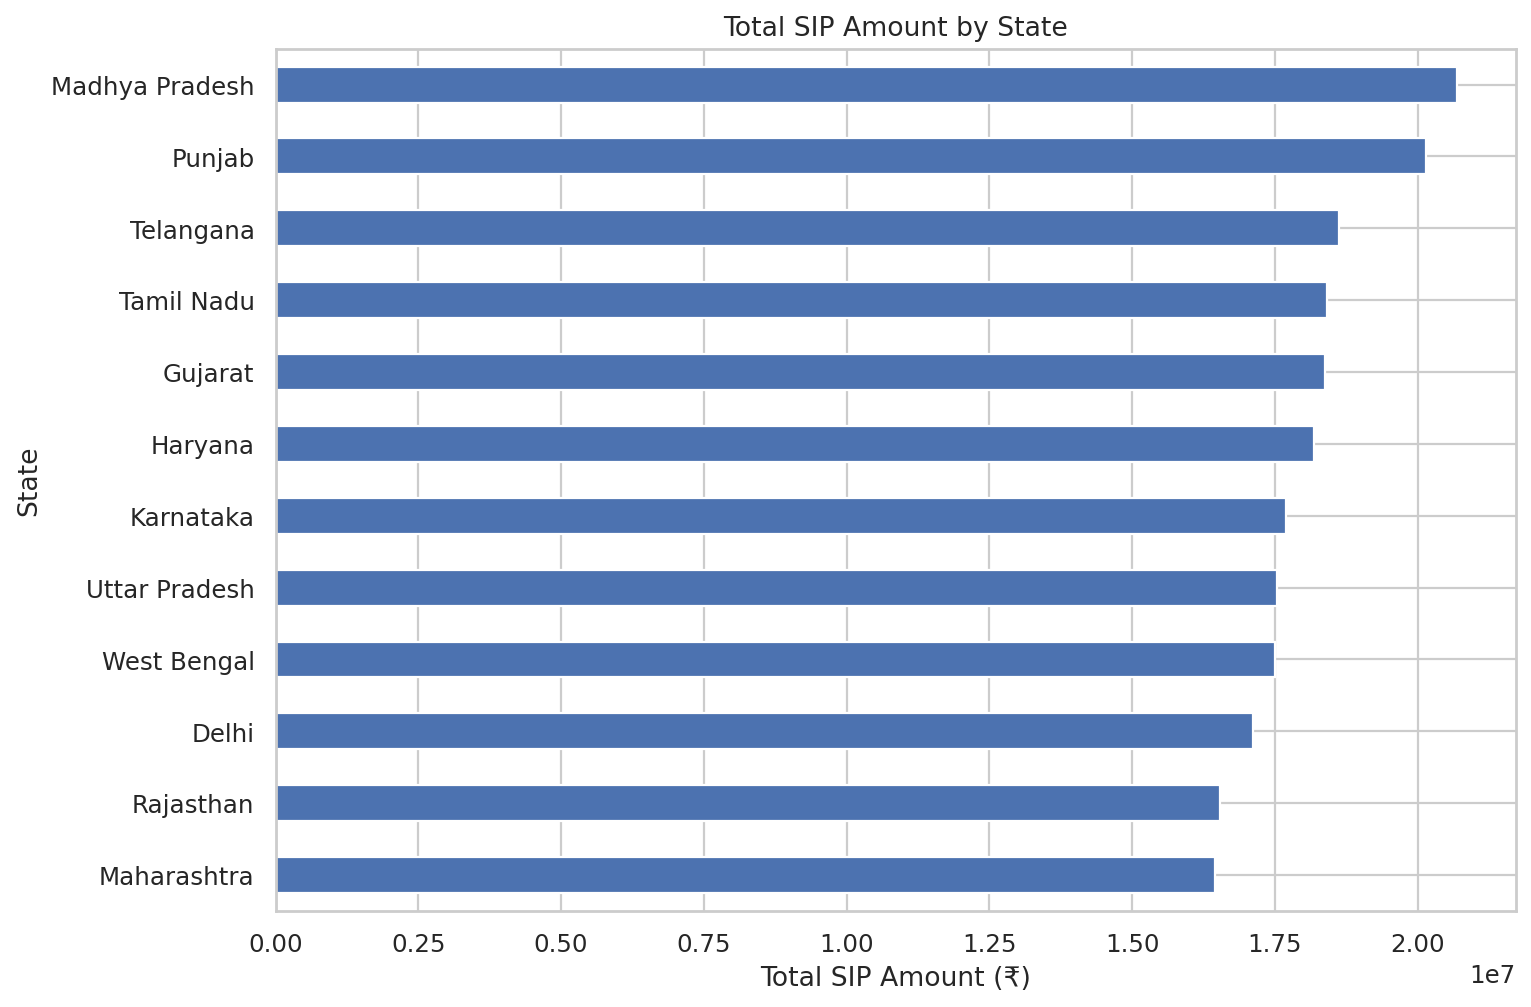 Total SIP Amount by State
State
Madhya Pradesh
Punjab
Telangana
Tamil Nadu
Gujarat
Haryana
Karnataka
Uttar Pradesh
West Bengal
Delhi
Rajasthan
Maharashtra
0.00 0.25 0.50 0.75 1.00 1.25 1.50 1.75 2.00
1e7
Total SIP Amount (₹)